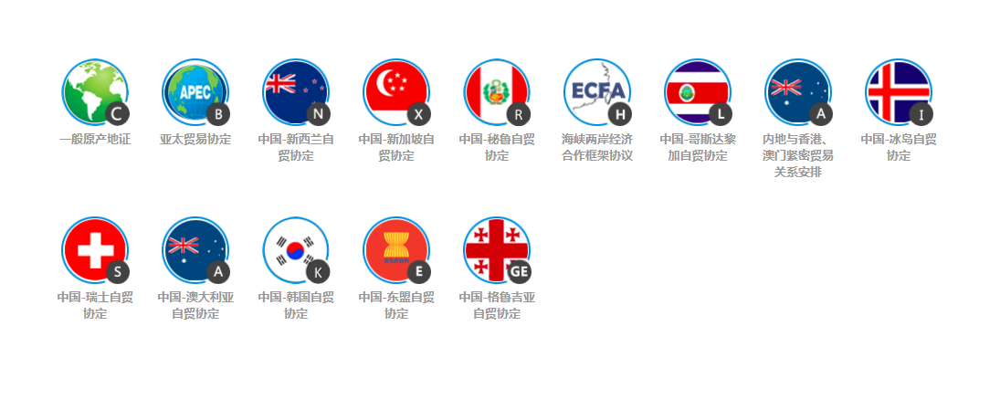 APEC
ECFA
C
B
N
X
R
H
L
A
I
一般原产地证
亚太贸易协定
中国-新西兰自
贸协定
中国-新加坡自
贸协定
中国-秘鲁自贸
协定
海峡两岸经济
合作框架协议
中国-哥斯达黎
加自贸协定
内地与香港、
澳门紧密贸易
关系安排
中国-冰岛自贸
协定
S
A
K
E
GE
中国-瑞士自贸
协定
中国-澳大利亚
自贸协定
中国-韩国自贸
协定
中国-东盟自贸
协定
中国-格鲁吉亚
自贸协定